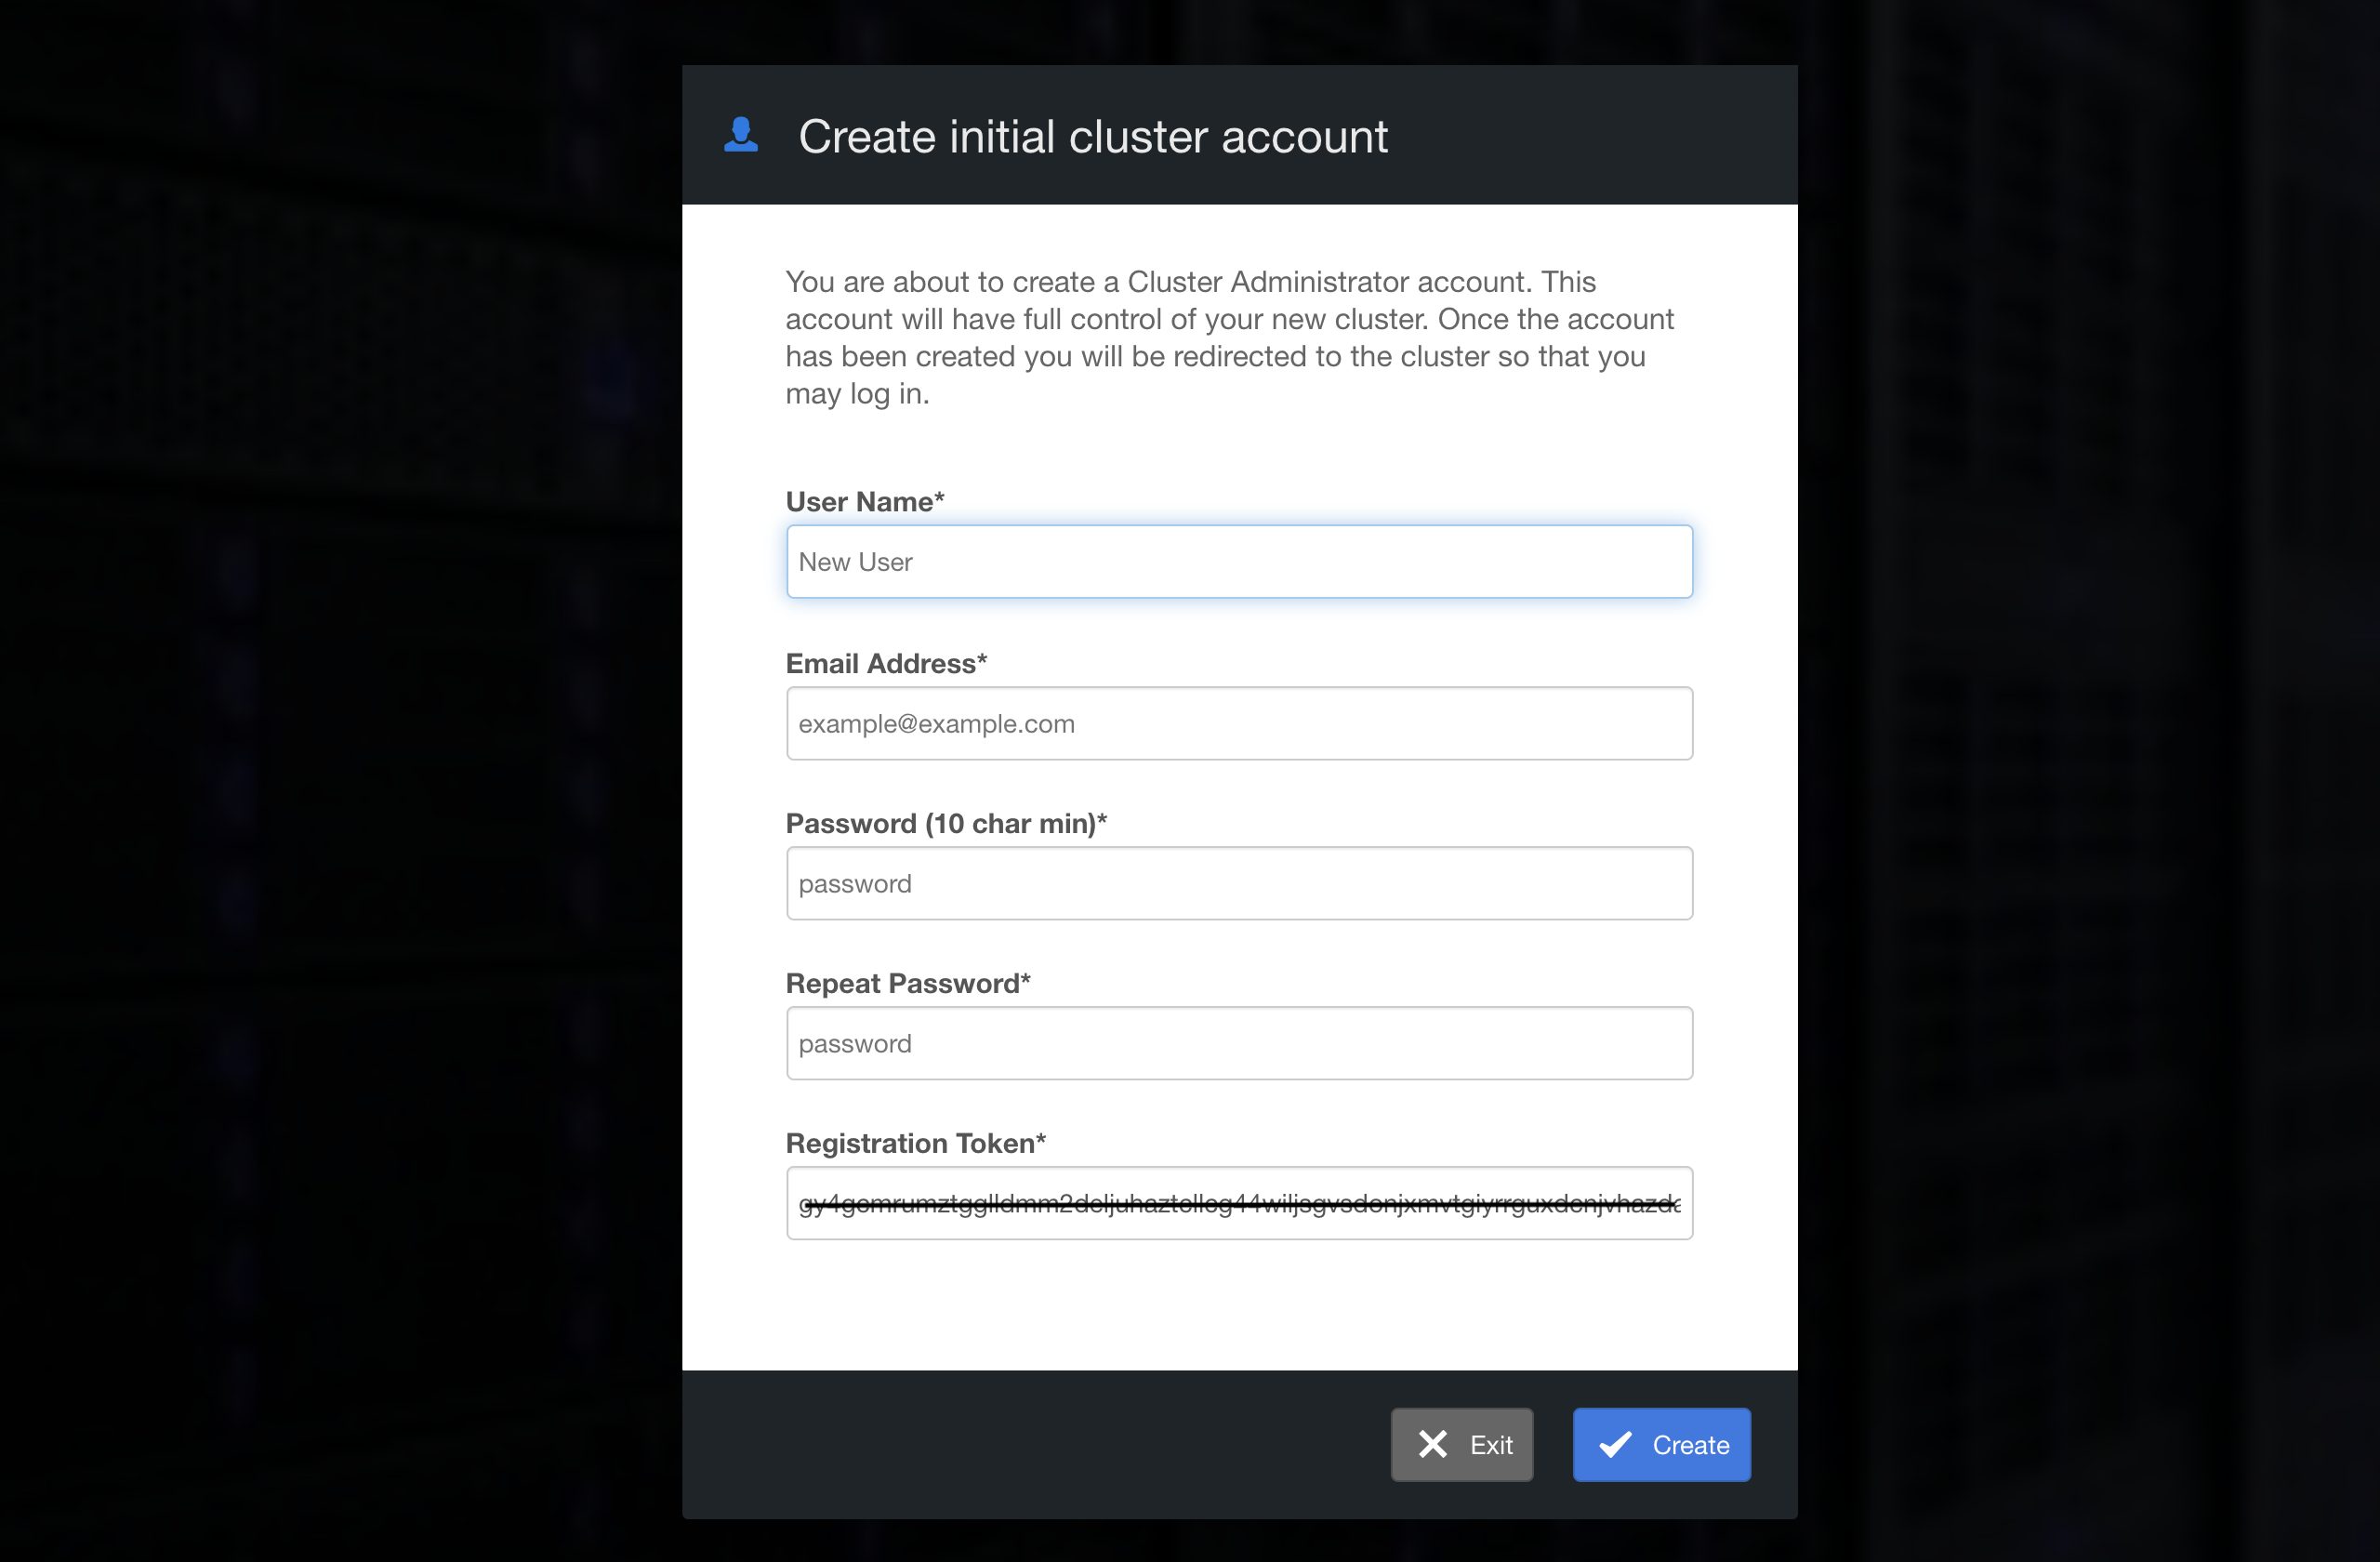 Create initial cluster account
You are about to create a Cluster Administrator account. This
account will have full control of your new cluster. Once the account
has been created you will be redirected to the cluster so that you
may log in.
User Name*
New User
Email Address*
example@example.com
Password (10 char min)*
password
Repeat Password*
password
Registration Token*
Exit
Create